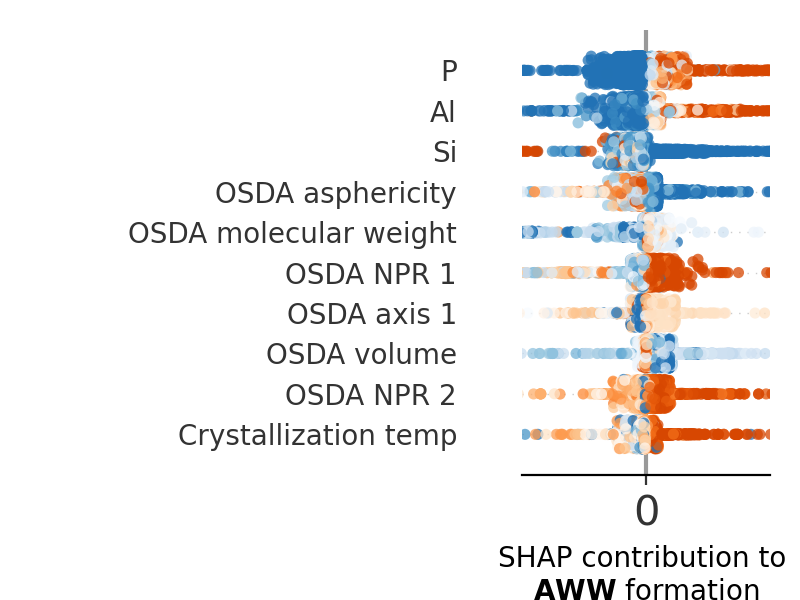 P
Al
Si
OSDA asphericity
OSDA molecular weight
OSDA NPR 1
OSDA axis 1
OSDA volume
OSDA NPR 2
Crystallization temp
0
SHAP contribution to
AWW formation